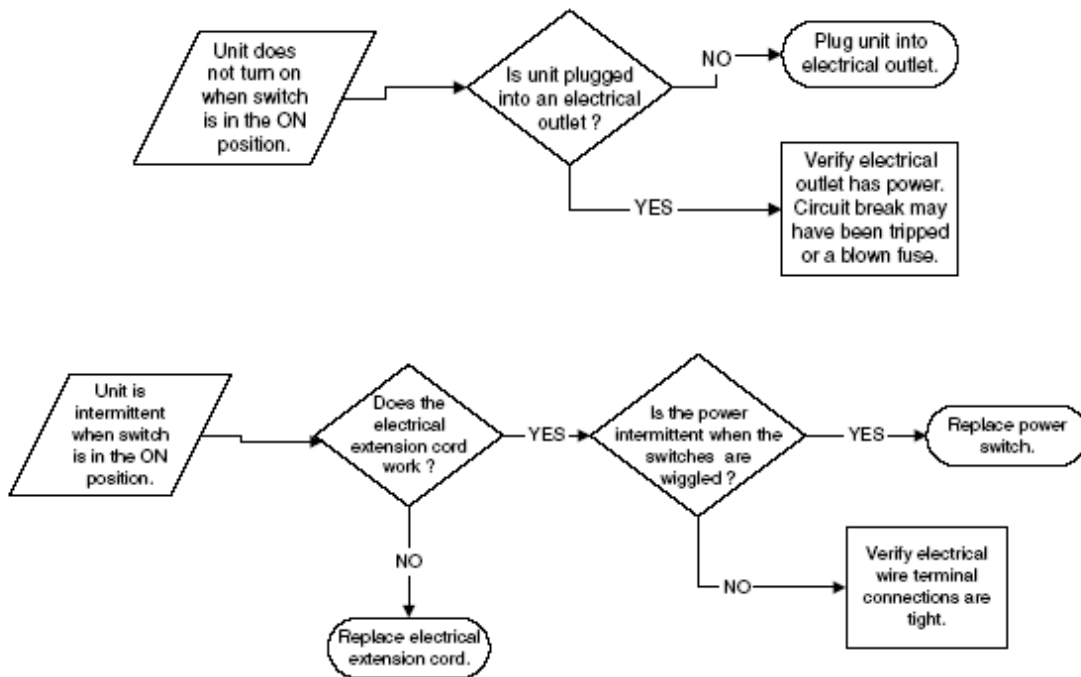 Unit does
not turn on
when switch
is in the ON
position.
Is unit plugged
into an electrical
outlet ?
NO
Plug unit into
electrical outlet.
YES
Verify electrical
outlet has power.
Circuit break may
have been tripped
or a blown fuse.
Unit is
intermittent
when switch
is in the ON
position.
Does the
electrical
extension cord
work ?
YES
Is the power
intermittent when the
switches are
wiggled ?
YES
Replace power
switch.
NO
Replace electrical
extension cord.
NO
Verify electrical
wire terminal
connections are
tight.